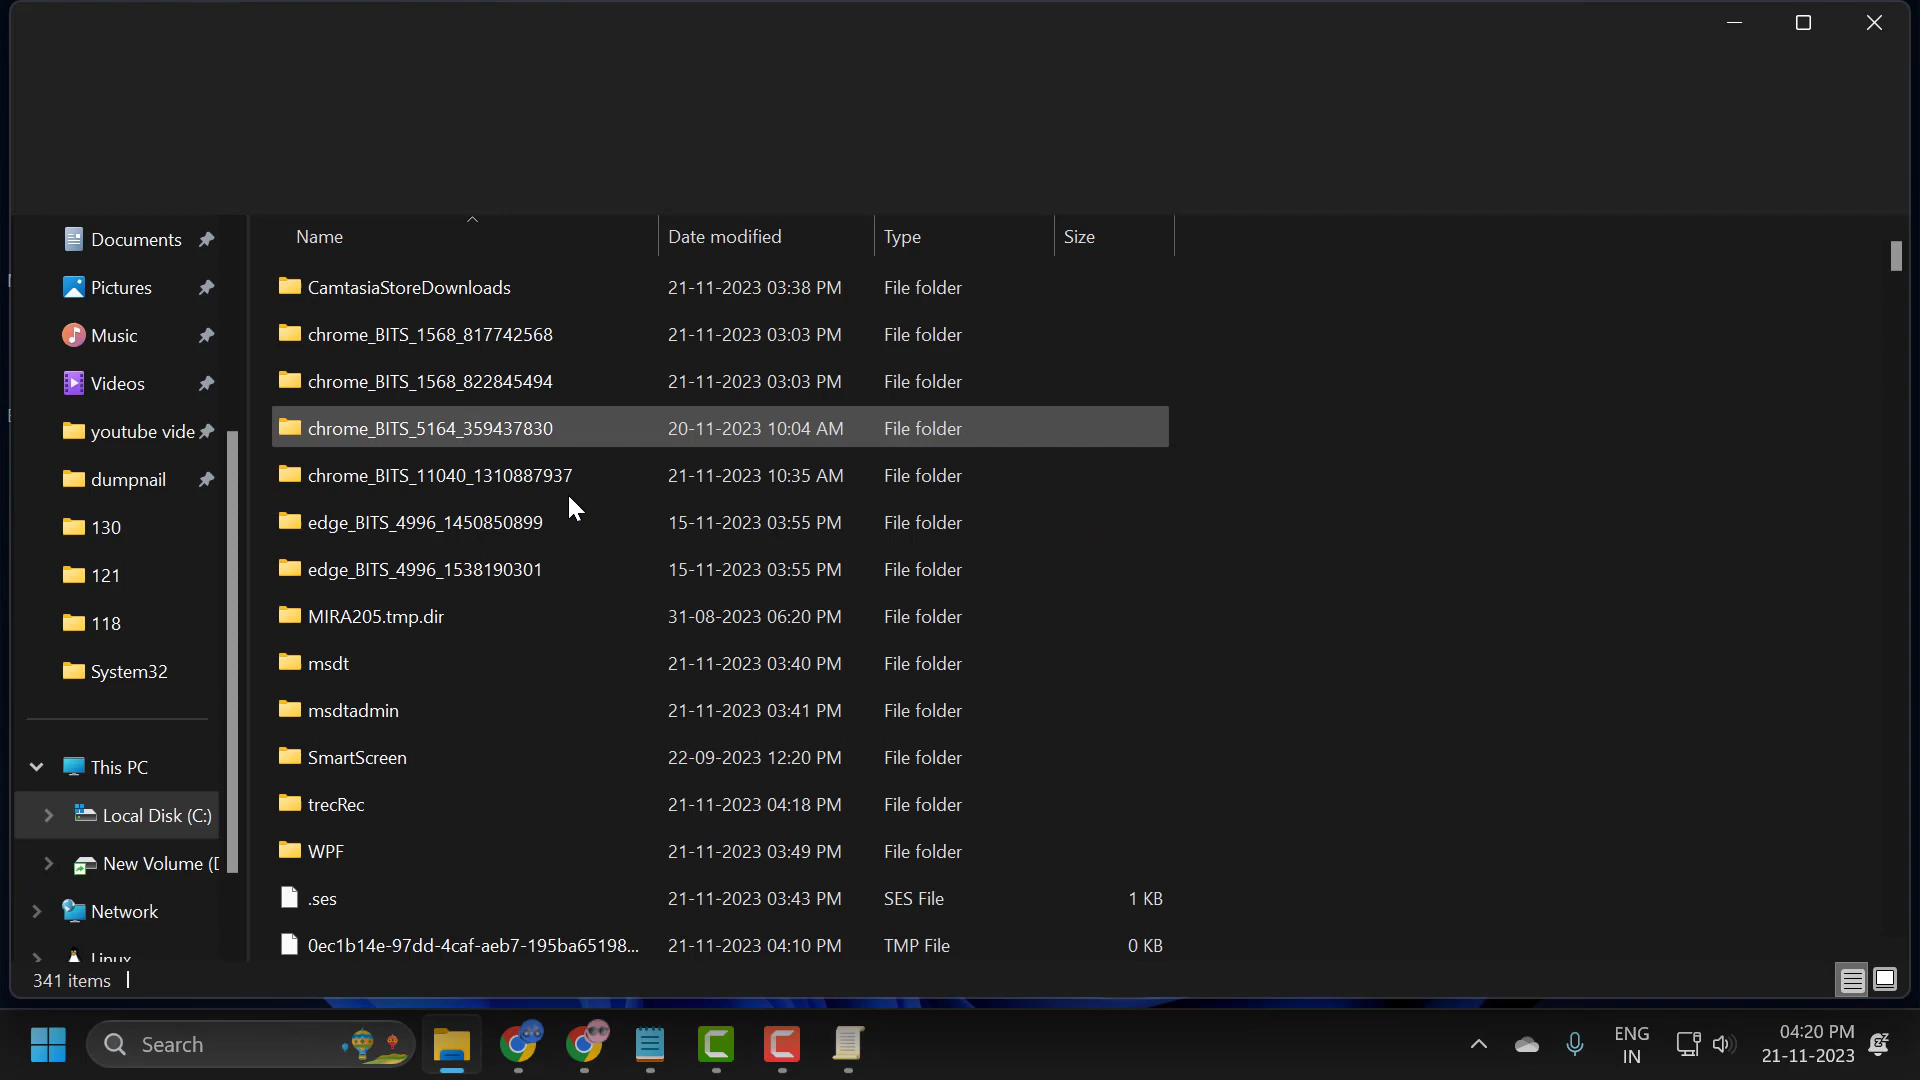 Documents
Pictures
Music
Videos
youtube vide
dumpnail
130
121
118
System32
This PC
Local Disk (C:)
New Volume (D
Network
Linux
Name Date modified Type Size
CamtasiaStoreDownloads 21-11-2023 03:38 PM File folder
chrome_BITS_1568_817742568 21-11-2023 03:03 PM File folder
chrome_BITS_1568_822845494 21-11-2023 03:03 PM File folder
chrome_BITS_5164_359437830 20-11-2023 10:04 AM File folder
chrome_BITS_11040_1310887937 21-11-2023 10:35 AM File folder
edge_BITS_4996_1450850899 15-11-2023 03:55 PM File folder
edge_BITS_4996_1538190301 15-11-2023 03:55 PM File folder
MIRA205.tmp.dir 31-08-2023 06:20 PM File folder
msdt 21-11-2023 03:40 PM File folder
msdtadmin 21-11-2023 03:41 PM File folder
SmartScreen 22-09-2023 12:20 PM File folder
trecRec 21-11-2023 04:18 PM File folder
WPF 21-11-2023 03:49 PM File folder
.ses 21-11-2023 03:43 PM SES File 1 KB
0ec1b14e-97dd-4caf-aeb7-195ba65198... 21-11-2023 04:10 PM TMP File 0 KB
341 items
Search
ENG
IN
04:20 PM
21-11-2023